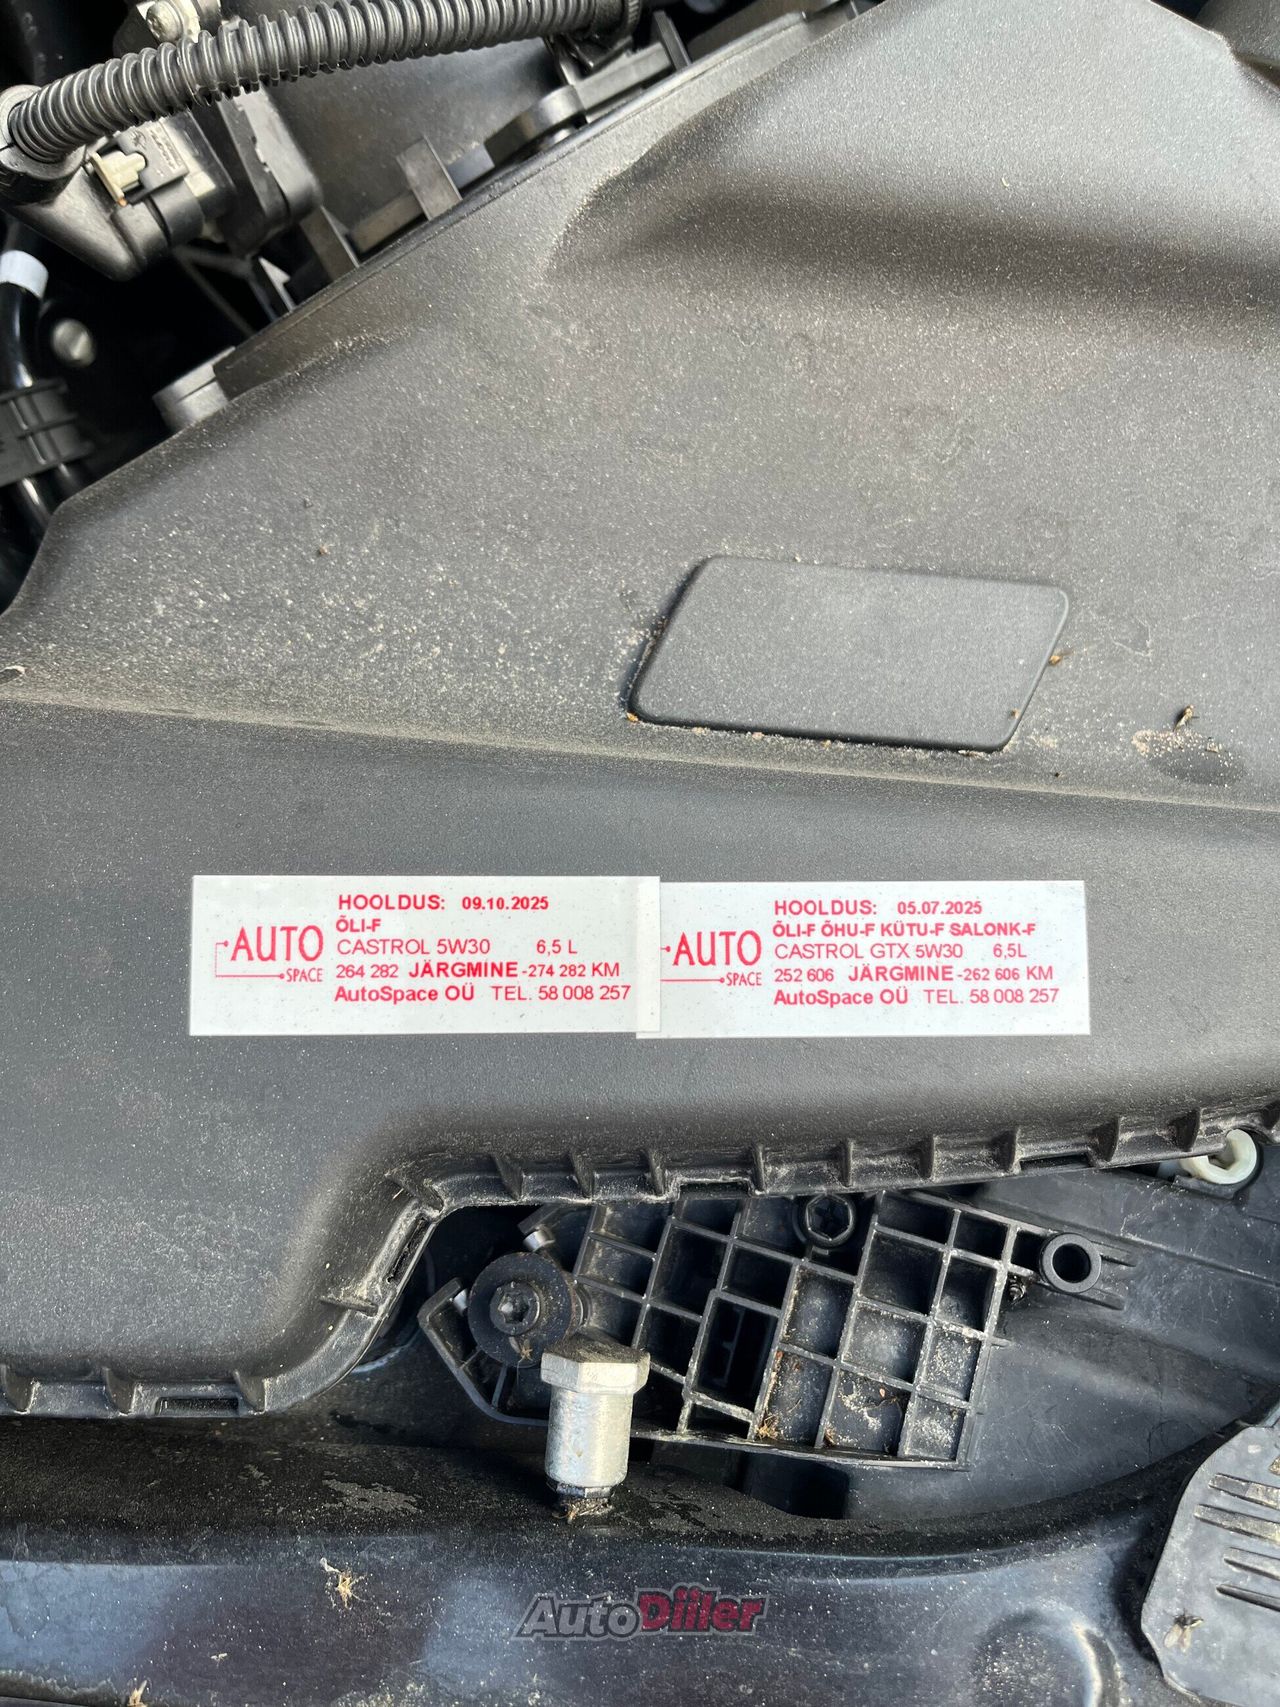 HOOLDUS: 09.10.2025
ÕLI-F
CASTROL 5W30 6,5 L
264 282 JÄRGMINE -274 282 KM
AutoSpace OÜ TEL. 58 008 257
AUTO
SPACE
HOOLDUS: 05.07.2025
ÕLI-F ÕHU-F KÜTU-F SALONK-F
CASTROL GTX 5W30 6,5L
252 606 JÄRGMINE -262 606 KM
AutoSpace OÜ TEL. 58 008 257
AUTO
SPACE
AutoDiiler